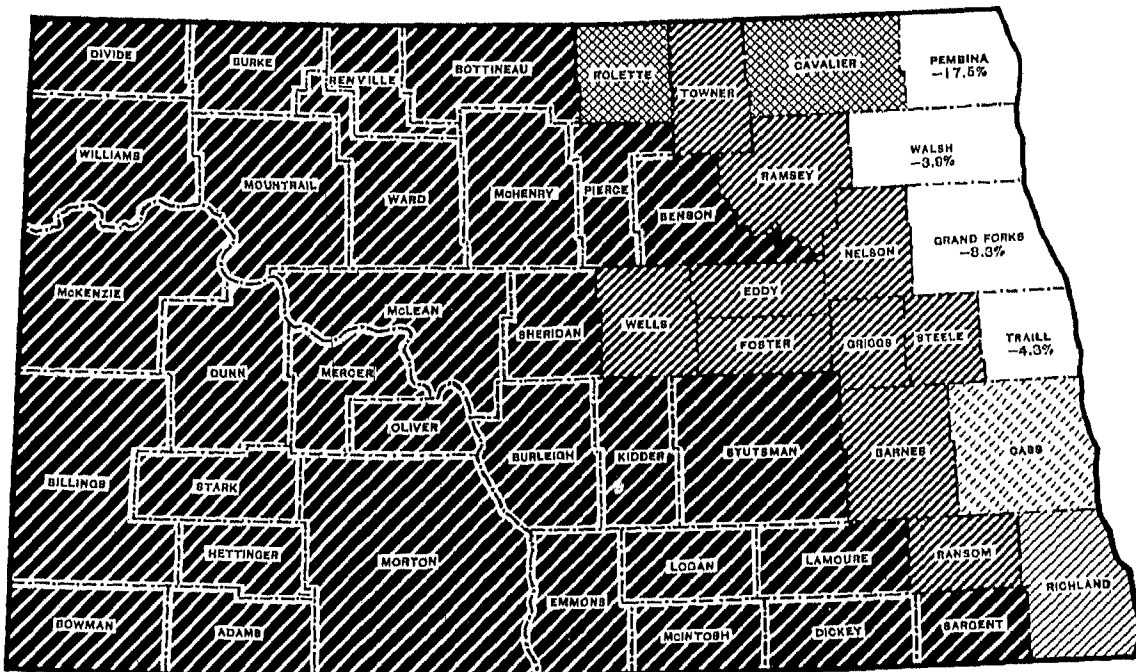 DIVIDE
BURKE
RENVILLE
BOTTINEAU
ROLETTE
TOWNER
CAVALIER
PEMBINA
-17.5%
WILLIAMS
MOUNTRAIL
WARD
McHENRY
PIERCE
BENSON
RAMSEY
WALSH
-3.9%
McKENZIE
DUNN
MERCER
McLEAN
SHERIDAN
WELLS
EDDY
FOSTER
NELSON
GRIGGS
STEELE
GRAND FORKS
-3.3%
TRAILL
-4.3%
BILLINGS
STARK
OLIVER
BURLEIGH
KIDDER
STUTSMAN
BARNES
CASS
HETTINGER
MORTON
EMMONS
LOGAN
LAMOURE
RANSOM
RICHLAND
BOWMAN
ADAMS
McINTOSH
DICKEY
SARGENT